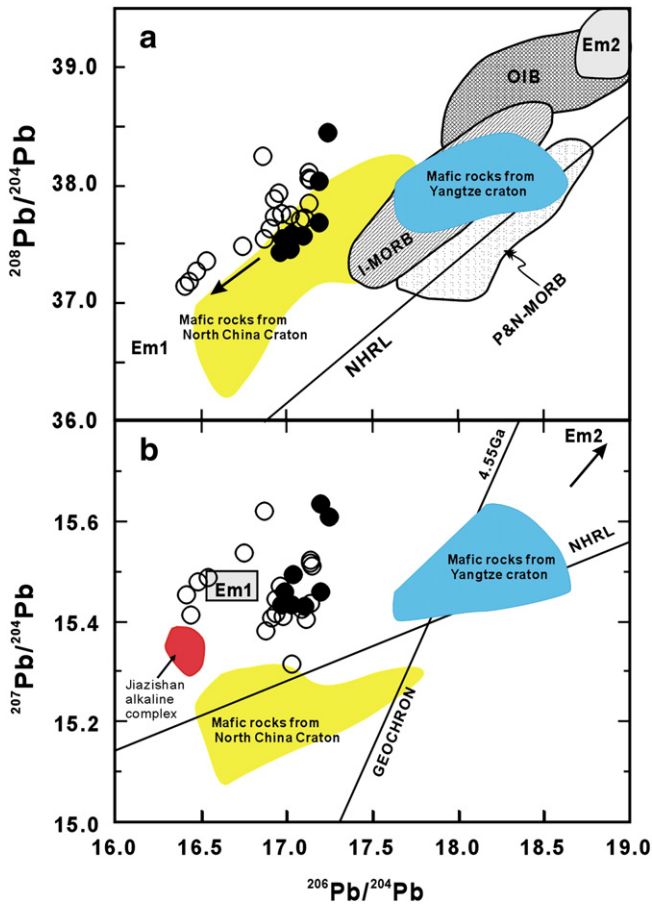 a
Em2
39.0
OIB
²⁰⁸Pb/²⁰⁴Pb
38.0
Mafic rocks from
Yangtze craton
I-MORB
37.0
P&N-MORB
Mafic rocks from
North China Craton
Em1
NHRL
36.0
b
4.55Ga
Em2
15.6
NHRL
Mafic rocks from
Yangtze craton
Em1
²⁰⁷Pb/²⁰⁴Pb
15.4
Jiazishan
alkaline
complex
Mafic rocks from
North China Craton
15.2
GEOCHRON
15.0
16.0 16.5 17.0 17.5 18.0 18.5 19.0
²⁰⁶Pb/²⁰⁴Pb